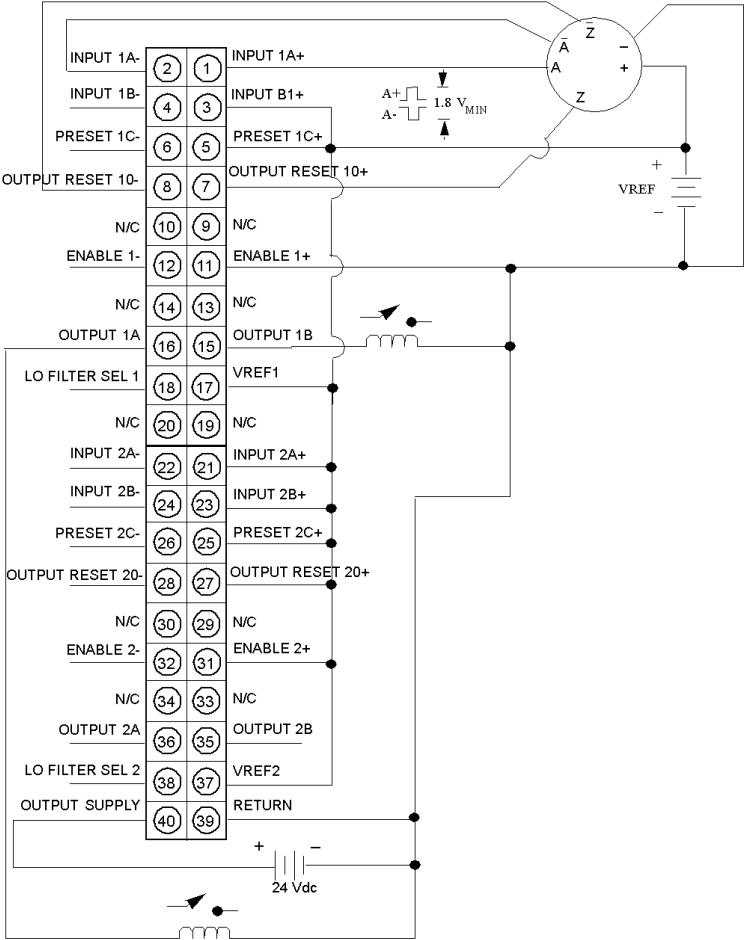 Z̅
INPUT 1A- 2 1 INPUT 1A+
A̅ −
A +
INPUT 1B- 4 3 INPUT B1+
A+ 1.8 VMIN
A-
Z
PRESET 1C- 6 5 PRESET 1C+
OUTPUT RESET 10- 8 7 OUTPUT RESET 10+
+
VREF
−
N/C 10 9 N/C
ENABLE 1- 12 11 ENABLE 1+
N/C 14 13 N/C
OUTPUT 1A 16 15 OUTPUT 1B
LO FILTER SEL 1 18 17 VREF1
N/C 20 19 N/C
INPUT 2A- 22 21 INPUT 2A+
INPUT 2B- 24 23 INPUT 2B+
PRESET 2C- 26 25 PRESET 2C+
OUTPUT RESET 20- 28 27 OUTPUT RESET 20+
N/C 30 29 N/C
ENABLE 2- 32 31 ENABLE 2+
N/C 34 33 N/C
OUTPUT 2A 36 35 OUTPUT 2B
LO FILTER SEL 2 38 37 VREF2
OUTPUT SUPPLY 40 39 RETURN
+ −
24 Vdc